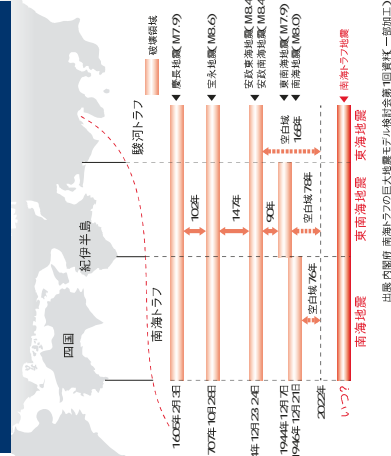 四国
紀伊半島
南海トラフ
駿河トラフ
破壊領域
1605年2月3日
慶長地震(M7.9)
102年
707年10月28日
宝永地震(M8.6)
147年
年12月23・24日
安政東海地震(M8.4
安政南海地震(M8.4
90年
空白域168年
1944年12月7日
東南海地震(M7.9)
1946年12月21日
南海地震(M8.0)
空白域76年
空白域78年
2022年
いつ?
南海トラフ地震
南海地震
東南海地震
東海地震
出展:内閣府 南海トラフの巨大地震モデル検討会第1回資料(一部加工)